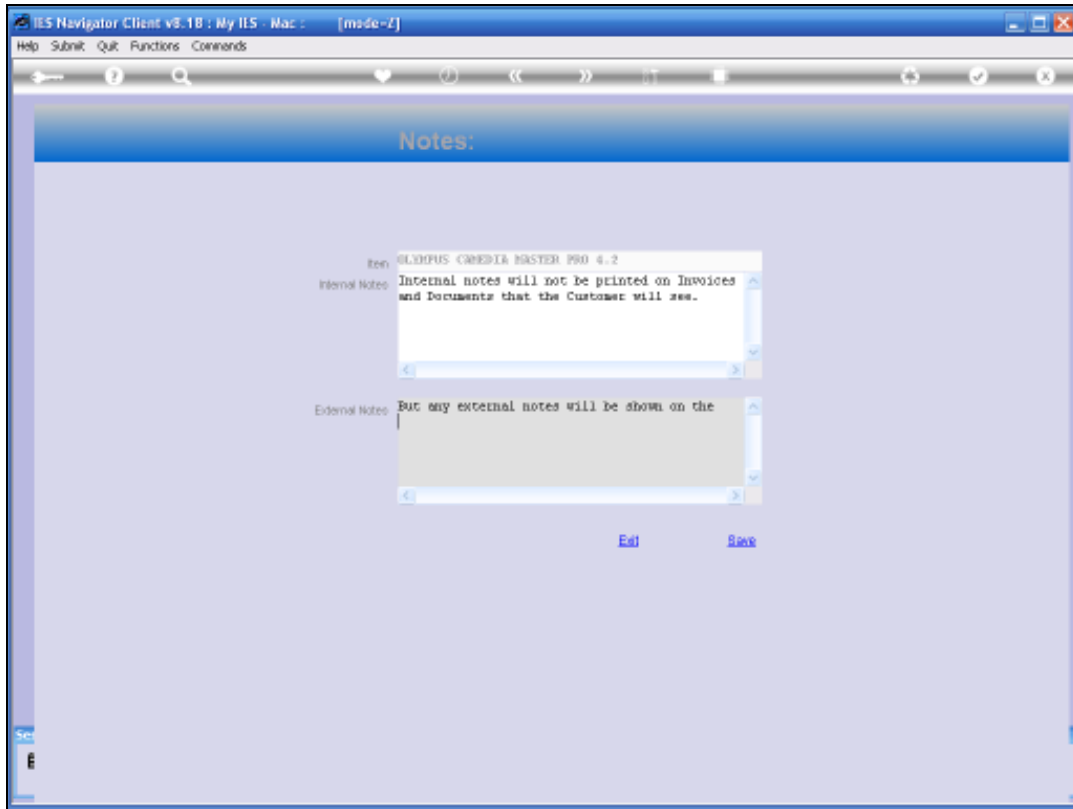 IES Navigator Client v8.1B : My IES - Mac : [mode=Z]
Help Submit Quit Functions Commands
Notes:
Item OLYMPUS CAMEDIA MASTER PRO 4.2
Internal Notes Internal notes will not be printed on Invoices
and Documents that the Customer will see.
External Notes But any external notes will be shown on the
Exit Save